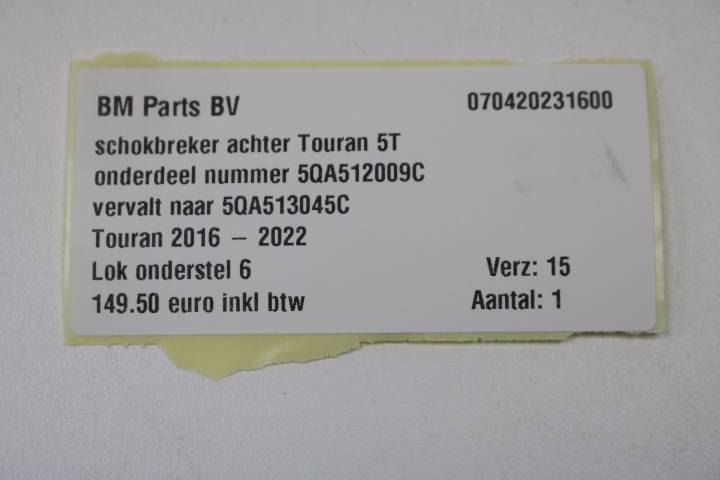 BM Parts BV 070420231600
schokbreker achter Touran 5T
onderdeel nummer 5QA512009C
vervalt naar 5QA513045C
Touran 2016 – 2022
Lok onderstel 6 Verz: 15
149.50 euro inkl btw Aantal: 1